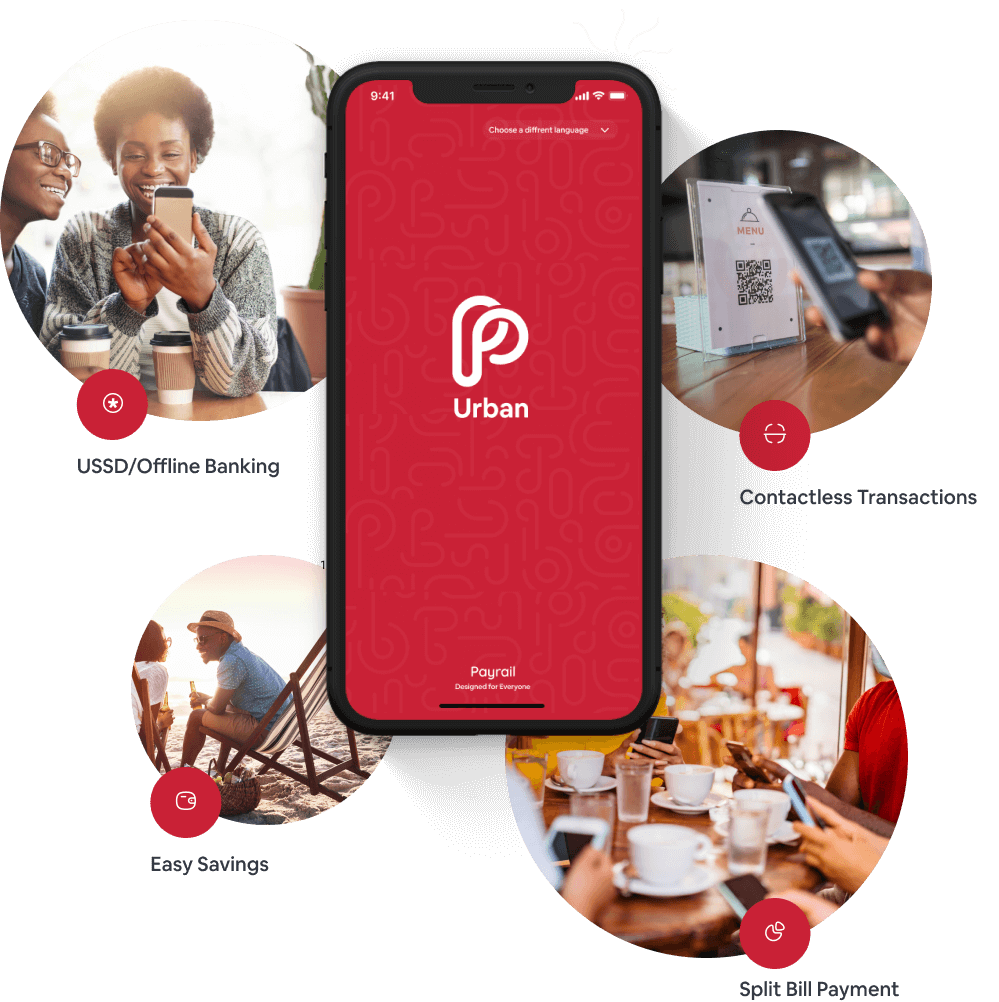 9:41
Choose a diffrent language
MENU
Urban
USSD/Offline Banking
Contactless Transactions
1
Payrail
Designed for Everyone
Easy Savings
Split Bill Payment